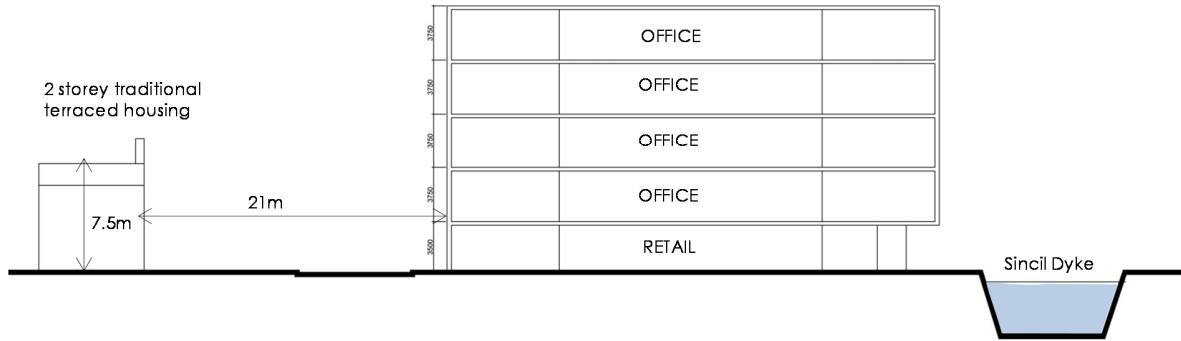 3750
OFFICE
3750
OFFICE
2 storey traditional
terraced housing
3750
OFFICE
3750
OFFICE
21m
7.5m
3500
RETAIL
Sincil Dyke